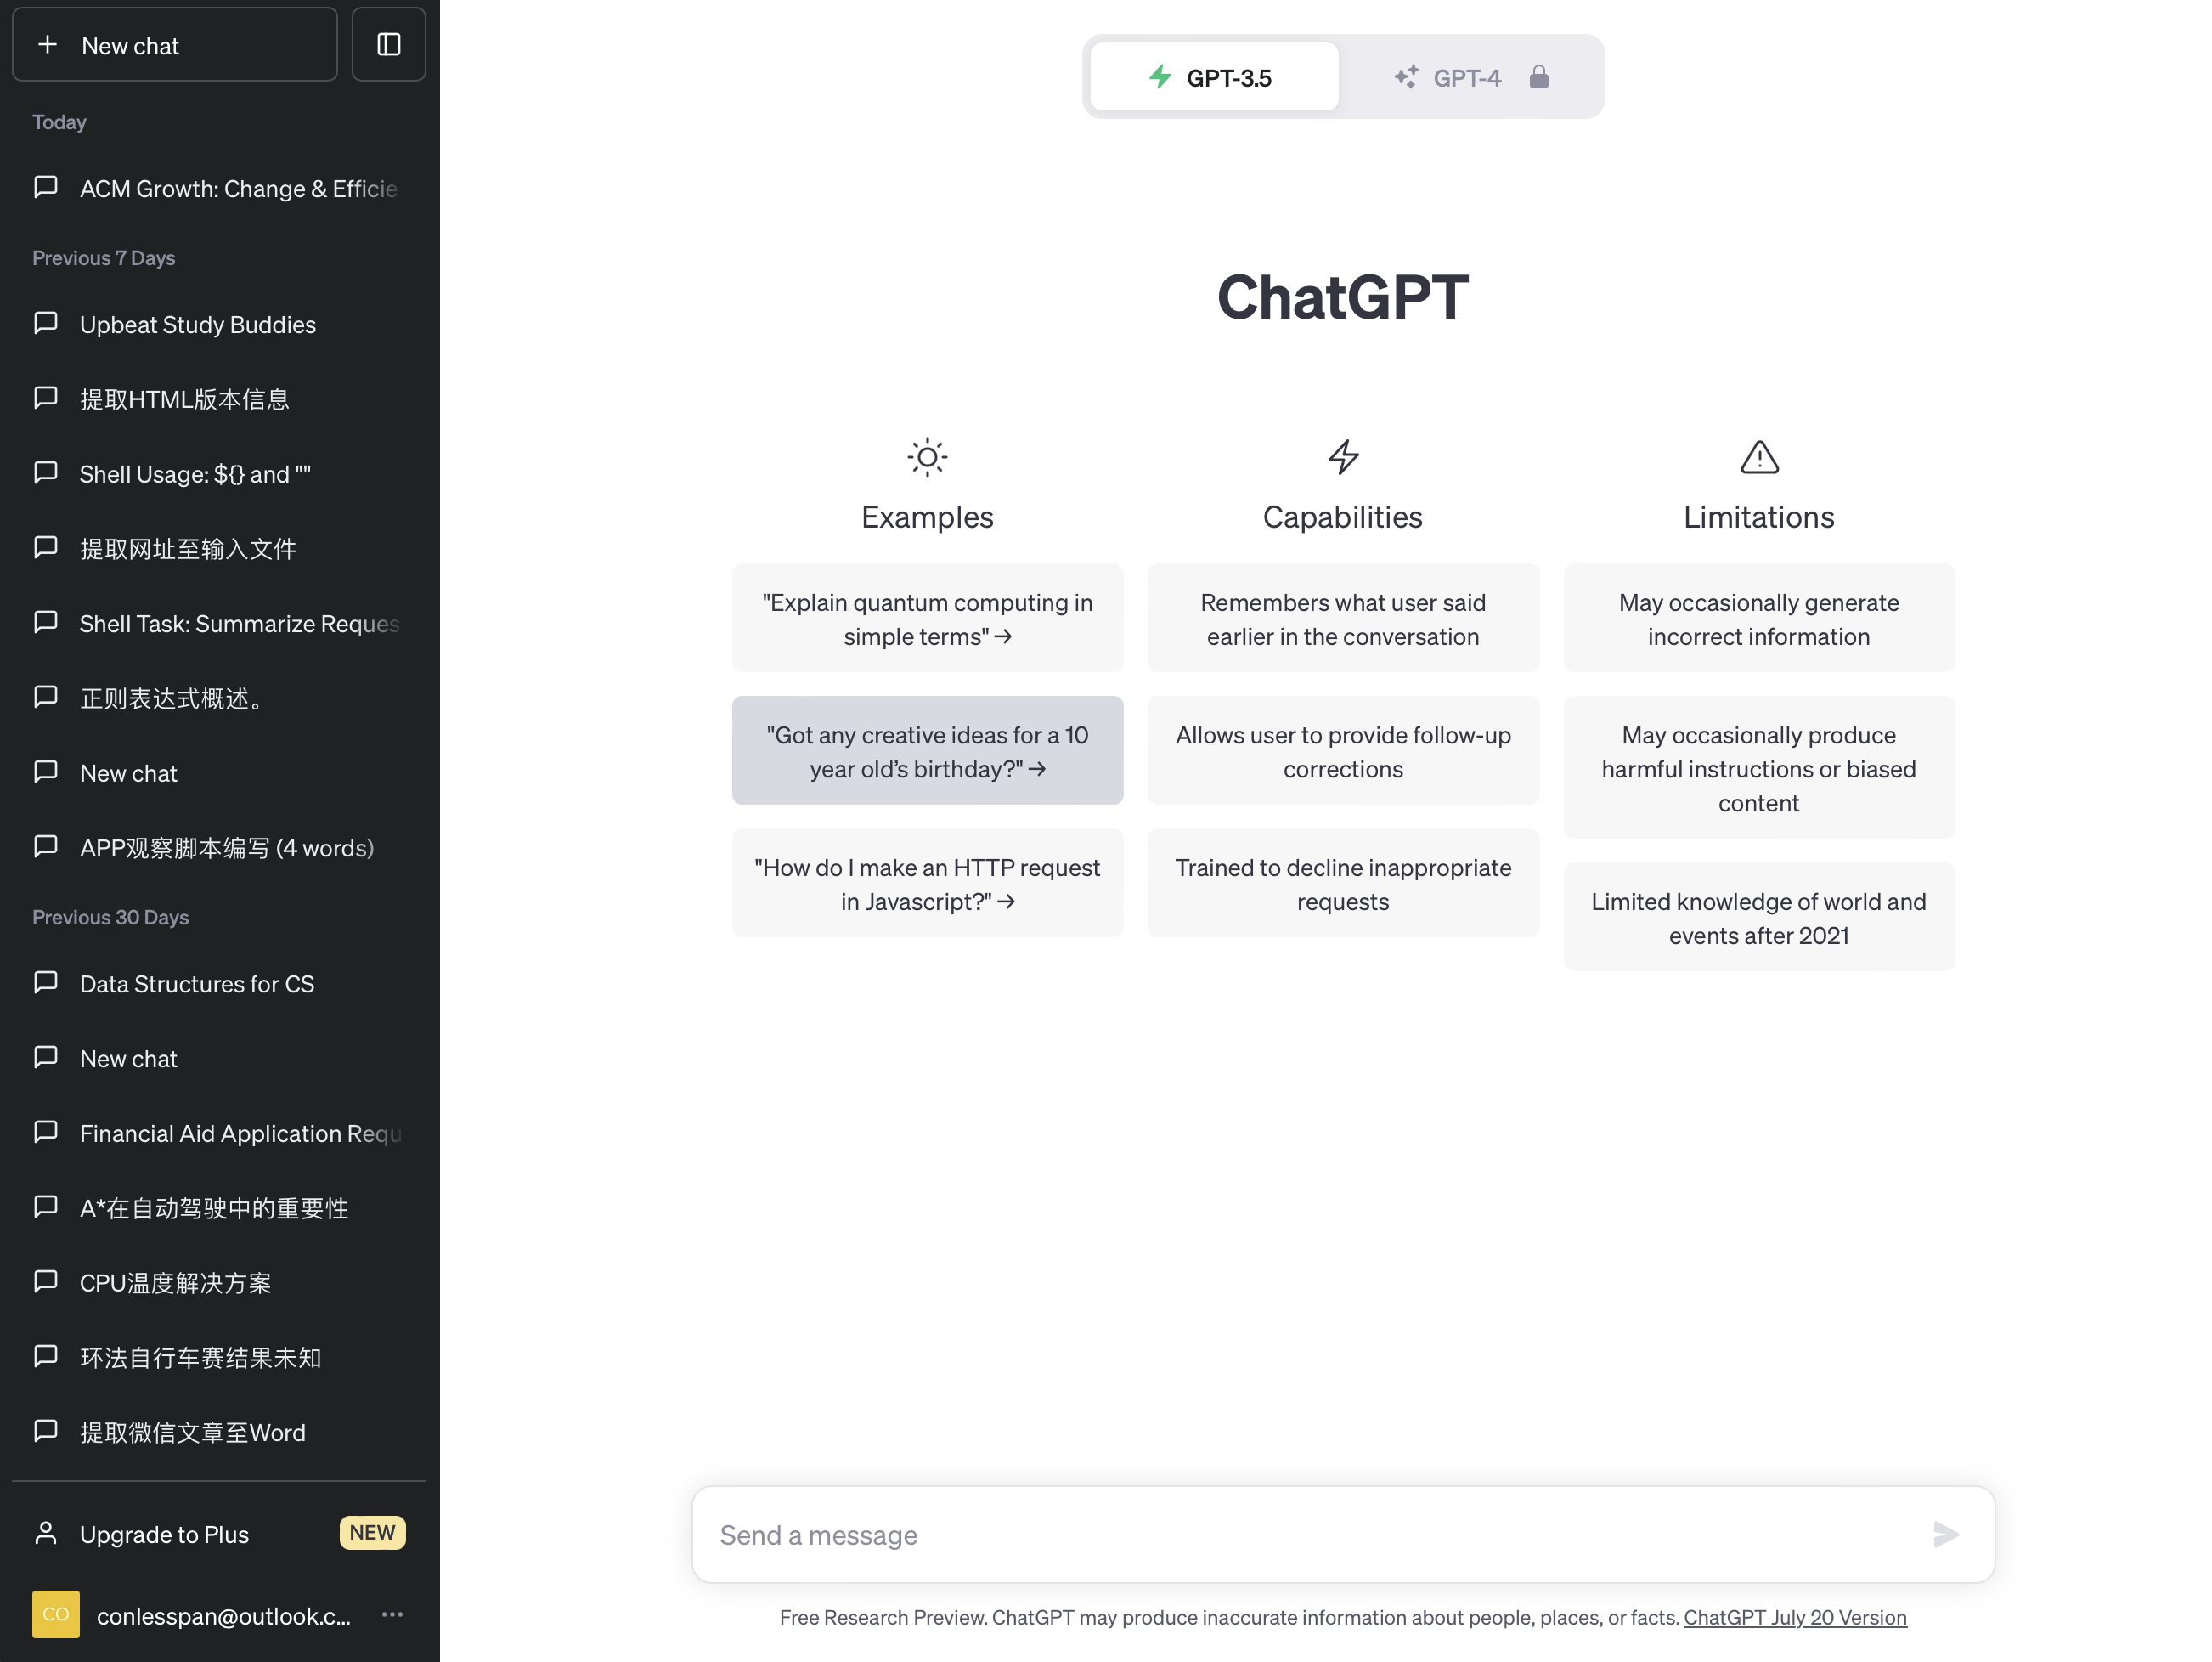 New chat
Today
ACM Growth: Change & Efficie
Previous 7 Days
Upbeat Study Buddies
提取HTML版本信息
Shell Usage: ${} and ""
提取网址至输入文件
Shell Task: Summarize Reques
正则表达式概述。
New chat
APP观察脚本编写 (4 words)
Previous 30 Days
Data Structures for CS
New chat
Financial Aid Application Requ
A*在自动驾驶中的重要性
CPU温度解决方案
环法自行车赛结果未知
提取微信文章至Word
Upgrade to Plus
NEW
CO
conlesspan@outlook.c...
GPT-3.5
GPT-4
ChatGPT
Examples
"Explain quantum computing in
simple terms" →
"Got any creative ideas for a 10
year old’s birthday?" →
"How do I make an HTTP request
in Javascript?" →
Capabilities
Remembers what user said
earlier in the conversation
Allows user to provide follow-up
corrections
Trained to decline inappropriate
requests
Limitations
May occasionally generate
incorrect information
May occasionally produce
harmful instructions or biased
content
Limited knowledge of world and
events after 2021
Send a message
Free Research Preview. ChatGPT may produce inaccurate information about people, places, or facts. ChatGPT July 20 Version